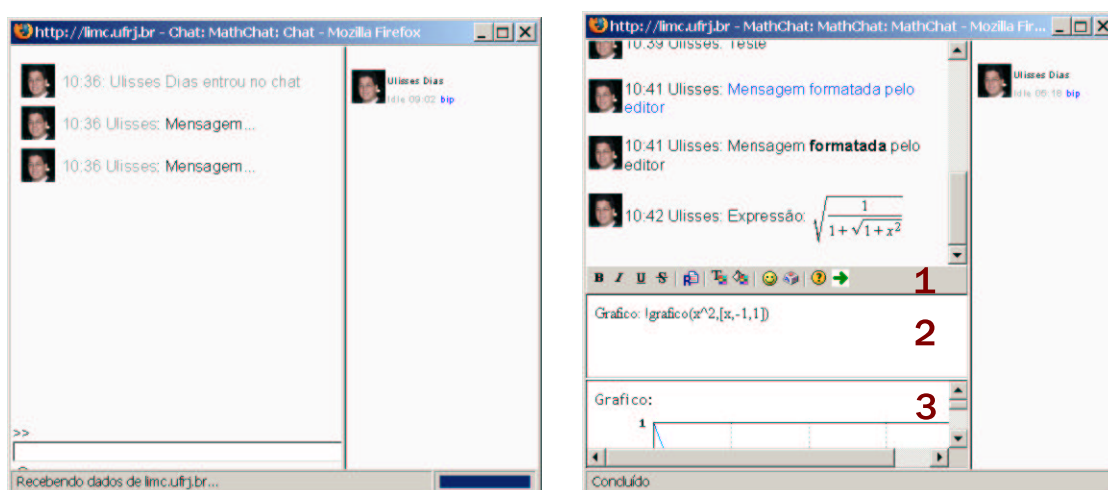 http://limc.ufrj.br - Chat: MathChat: Chat - Mozilla Firefox
10:36: Ulisses Dias entrou no chat
10:36 Ulisses: Mensagem...
10:36 Ulisses: Mensagem...
Ulisses Dias
Idle 09:02 bip
>>
Recebendo dados de limc.ufrj.br...
http://limc.ufrj.br - MathChat: MathChat: MathChat - Mozilla Fir...
10:39 Ulisses: Teste
10:41 Ulisses: Mensagem formatada pelo
editor
10:41 Ulisses: Mensagem formatada pelo
editor
10:42 Ulisses: Expressão: √(1/(1+√(1+x²)))
Ulisses Dias
bip
B I U S
1
Grafico: !grafico(x^2,[x,-1,1])
2
Grafico:
3
1
Concluído